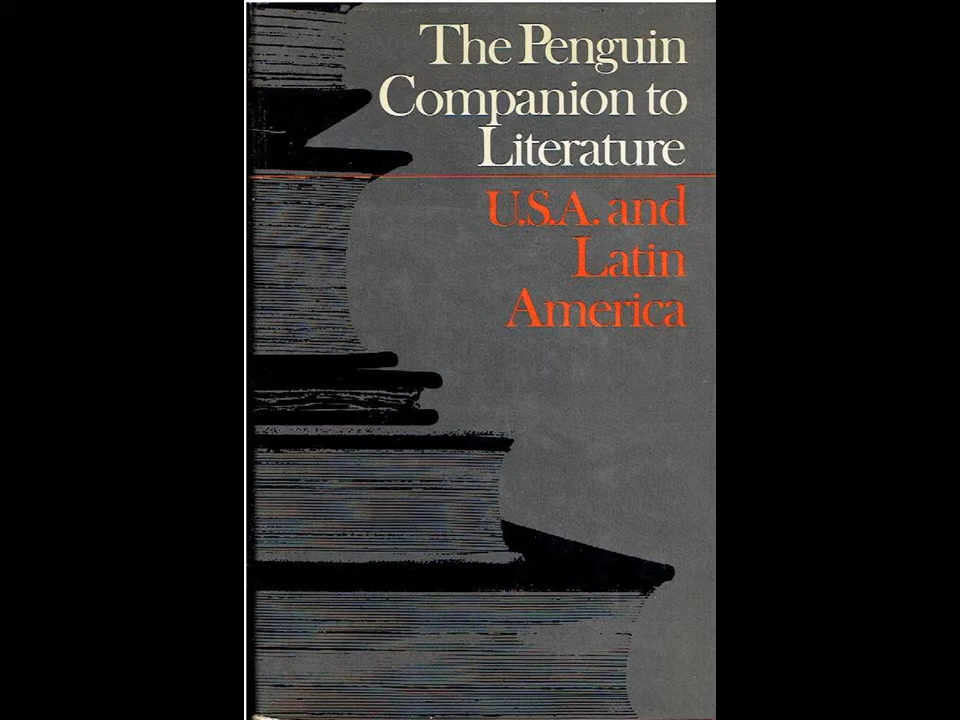 The Penguin
Companion to
Literature
U.S.A. and
Latin
America